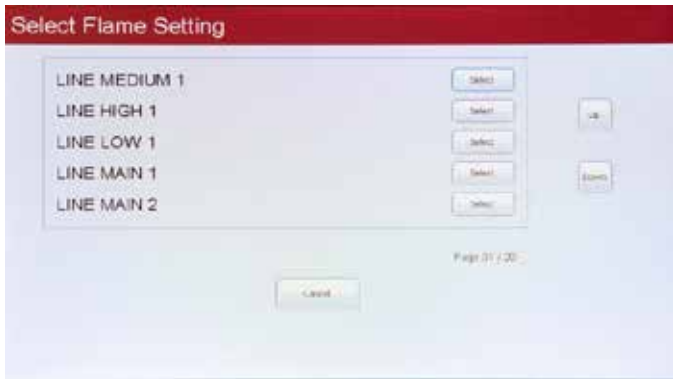 Select Flame Setting
LINE MEDIUM 1 Select
LINE HIGH 1 Select
LINE LOW 1 Select
LINE MAIN 1 Select
LINE MAIN 2 Select
Down
Cancel